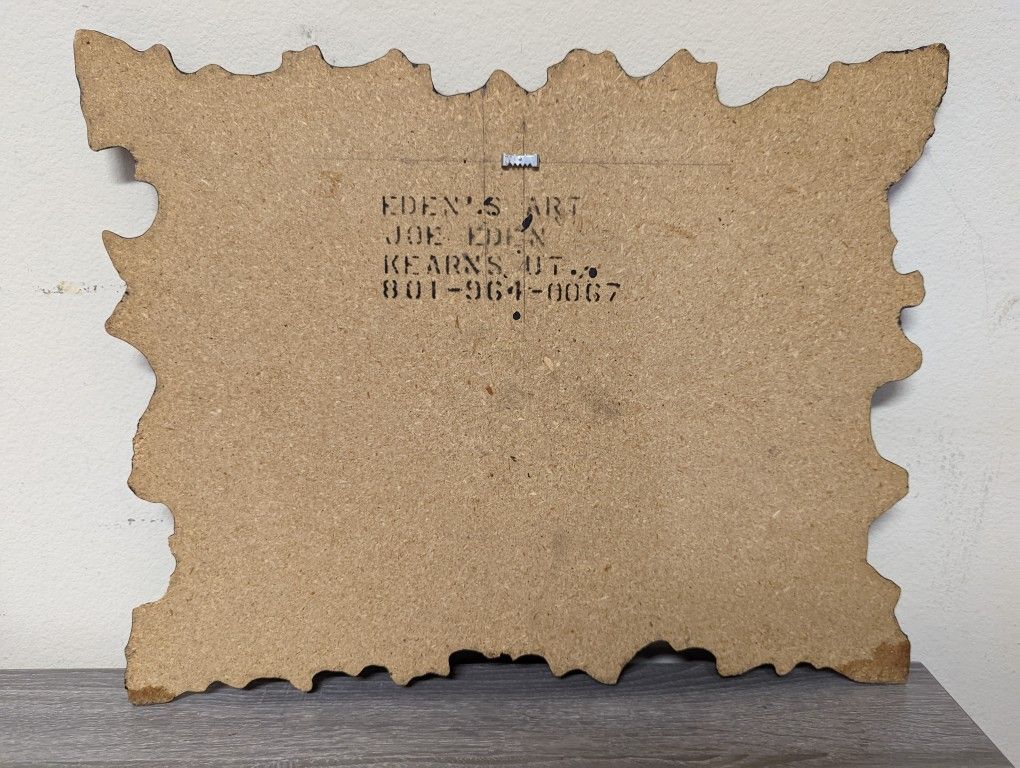 EDEN'S ART
JOE EDEN
KEARNS UT.
801-964-0067